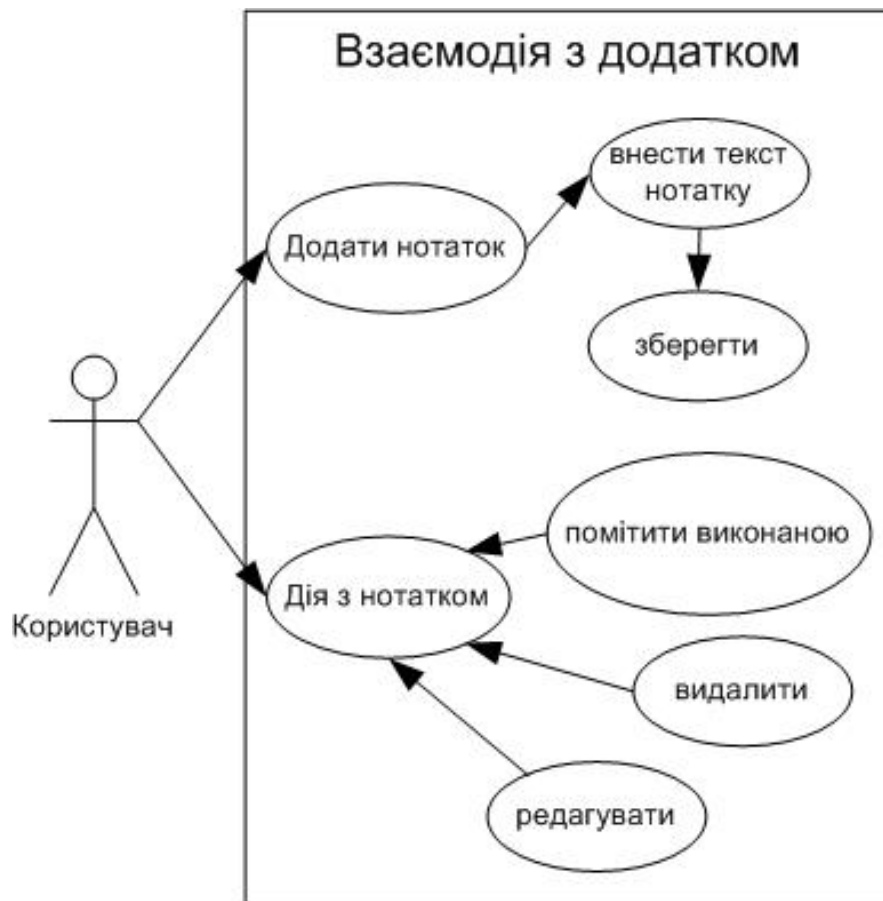 Взаємодія з додатком
внести текст
нотатку
Додати нотаток
зберегти
помітити виконаною
Дія з нотатком
Користувач
видалити
редагувати